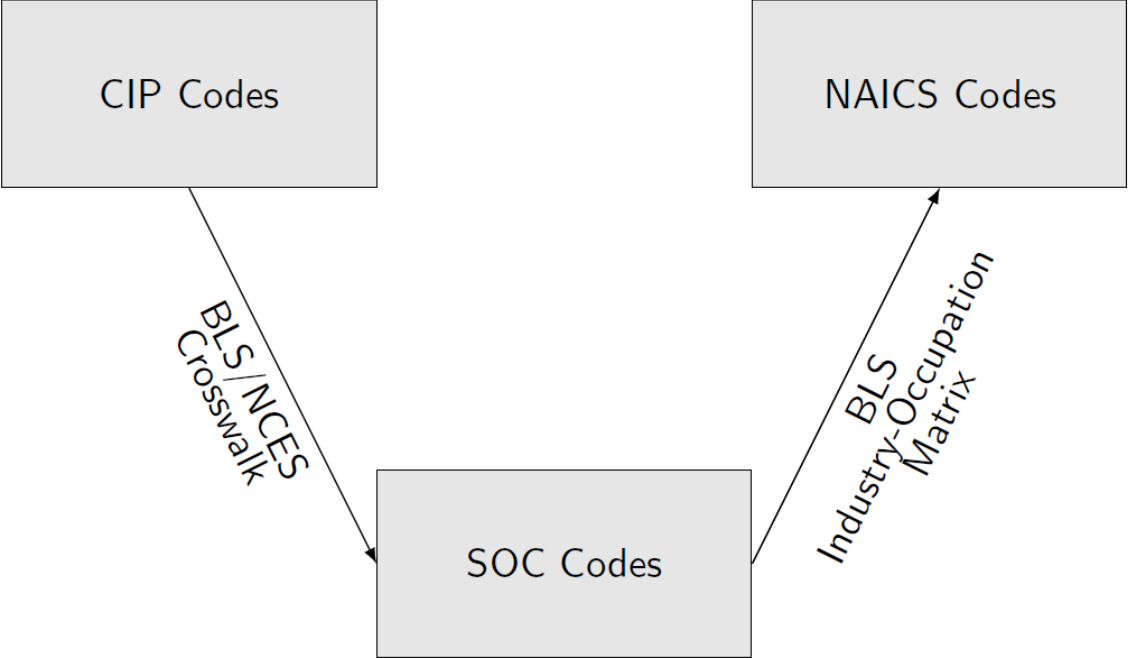 CIP Codes
NAICS Codes
BLS/NCES
Crosswalk
BLS
Industry-Occupation
Matrix
SOC Codes